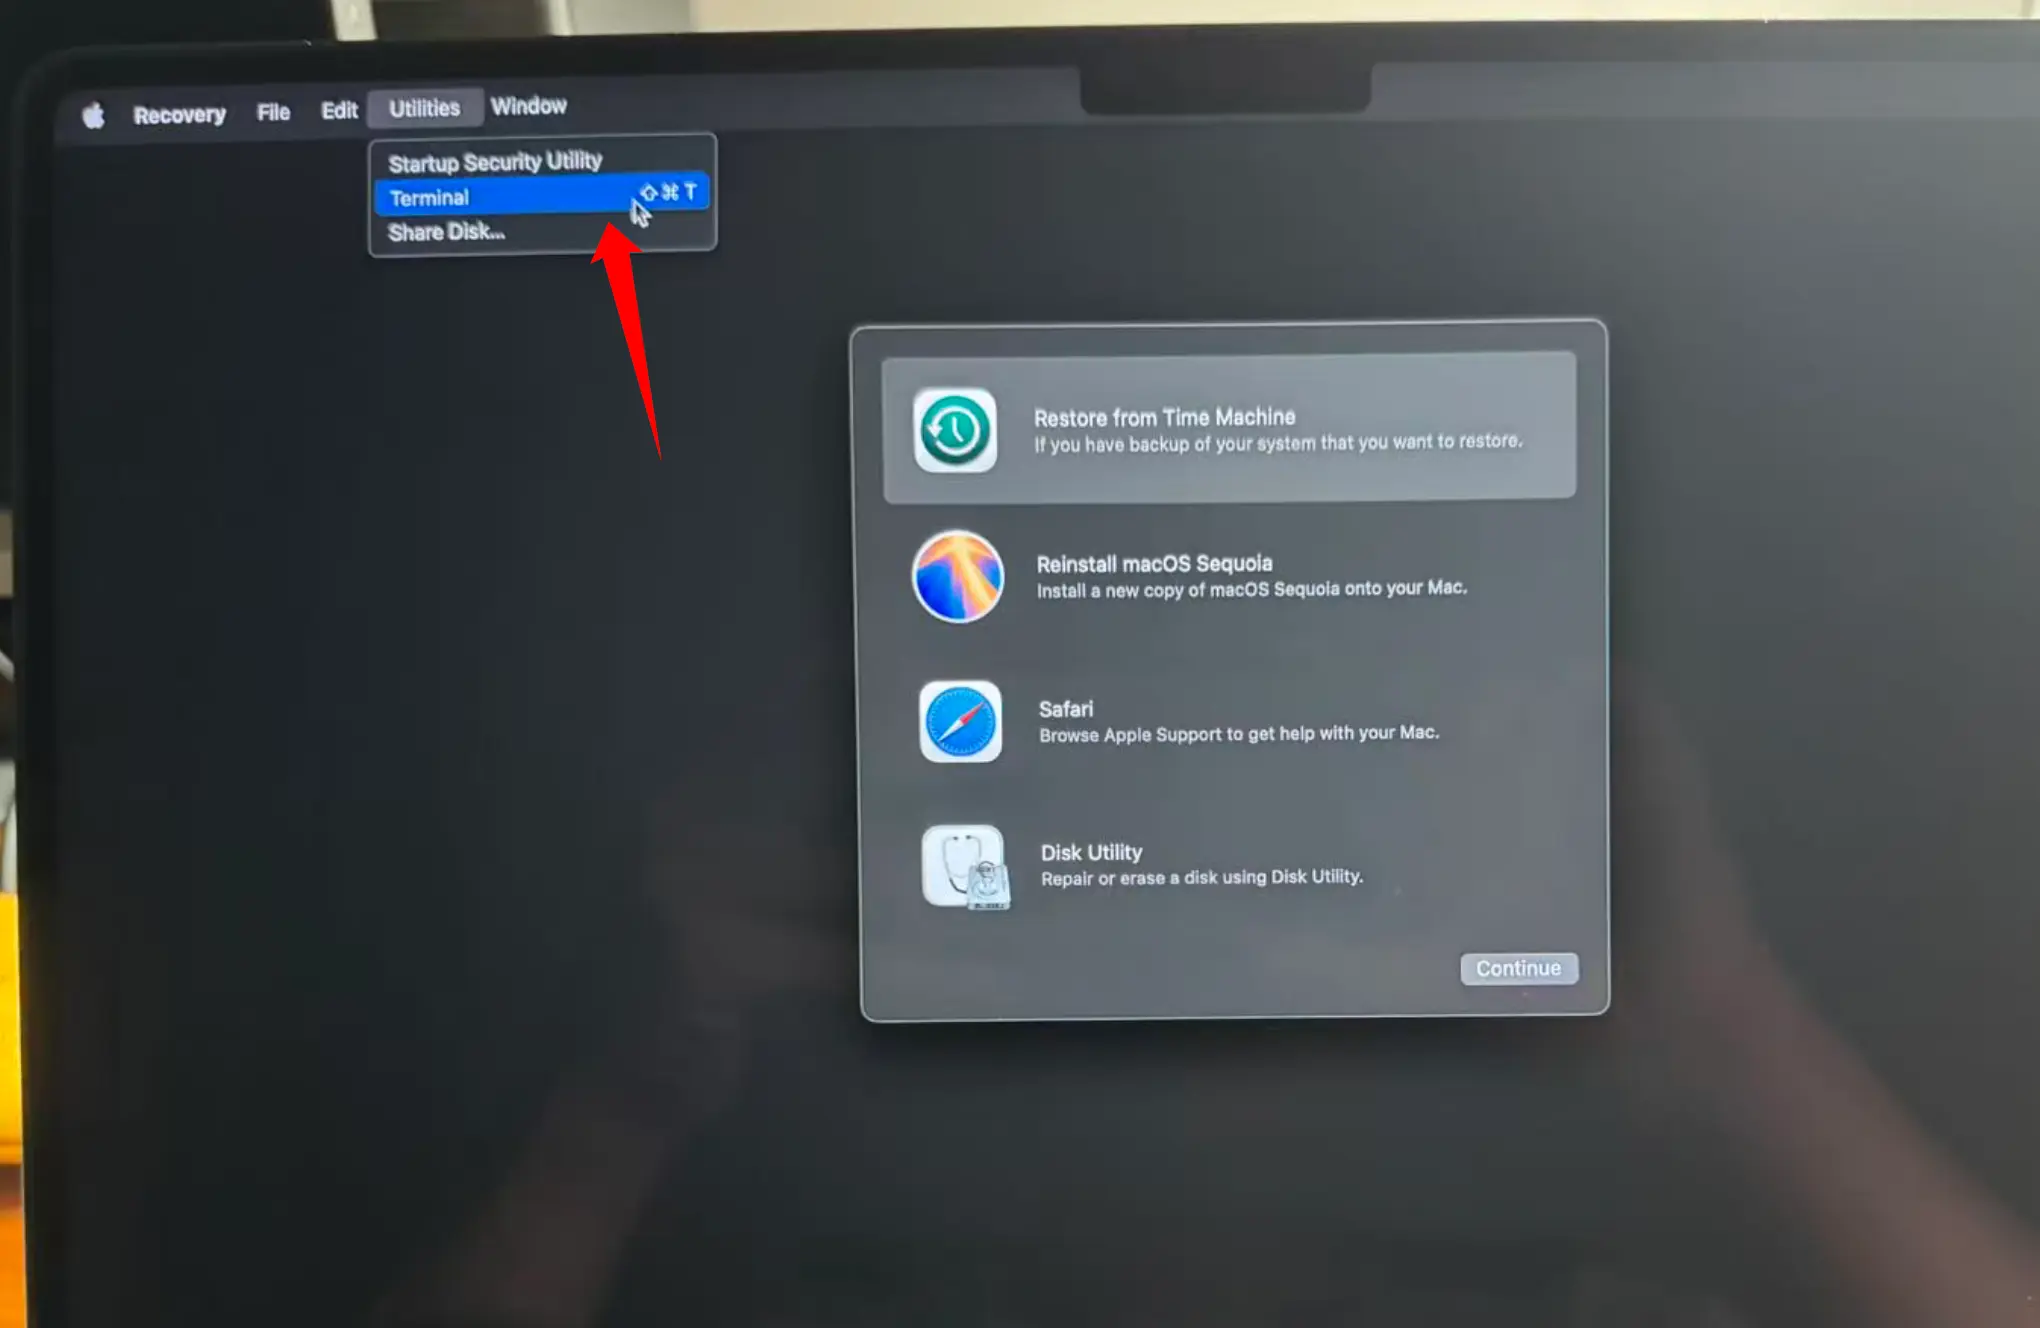 Recovery File Edit Utilities Window
Startup Security Utility
Terminal ⇧⌘T
Share Disk...
Restore from Time Machine
If you have backup of your system that you want to restore.
Reinstall macOS Sequoia
Install a new copy of macOS Sequoia onto your Mac.
Safari
Browse Apple Support to get help with your Mac.
Disk Utility
Repair or erase a disk using Disk Utility.
Continue